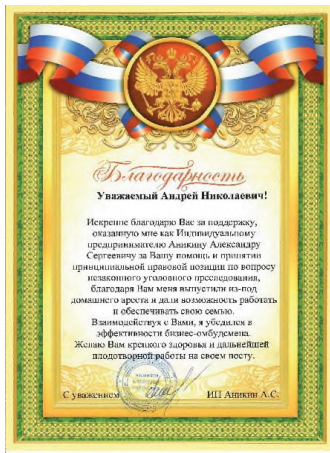 Благодарность
Уважаемый Андрей Николаевич!
Искренне благодарю Вас за поддержку,
оказанную мне как Индивидуальному
предпринимателю Аникину Александру
Сергеевичу за Вашу помощь и принятии
принципиальной правовой позиции по вопросу
незаконного уголовного преследования,
благодаря Вам меня выпустили из-под
домашнего ареста и дали возможность работать
и обеспечивать свою семью.
Взаимодействуя с Вами, я убедился в
эффективности бизнес-омбудсмена.
Желаю Вам крепкого здоровья и дальнейшей
плодотворной работы на своем посту.
С уважением ИП Аникин А.С.